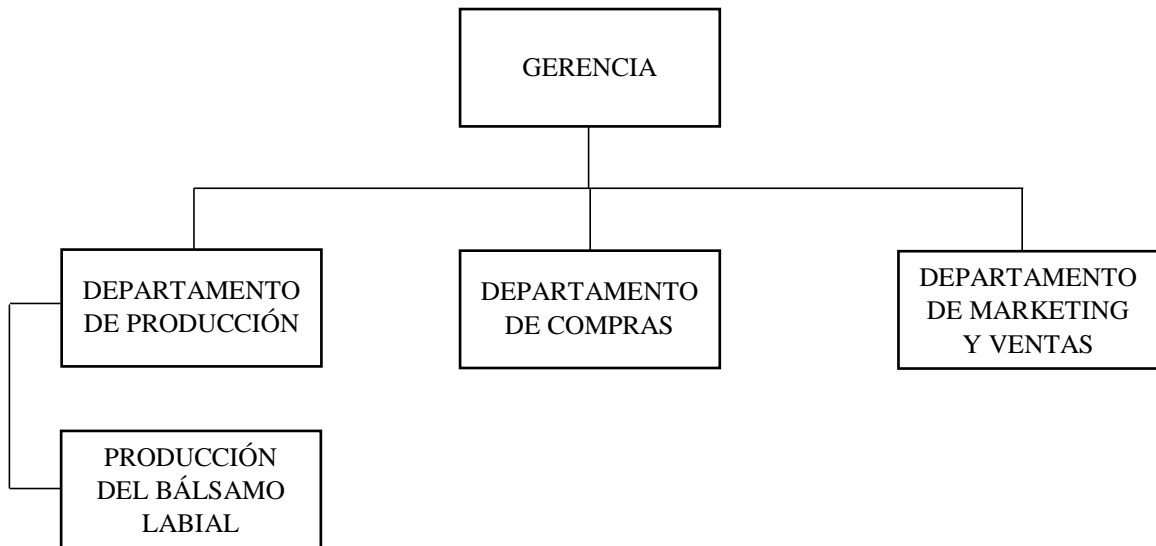 GERENCIA
DEPARTAMENTO
DE PRODUCCIÓN
DEPARTAMENTO
DE COMPRAS
DEPARTAMENTO
DE MARKETING
Y VENTAS
PRODUCCIÓN
DEL BÁLSAMO
LABIAL